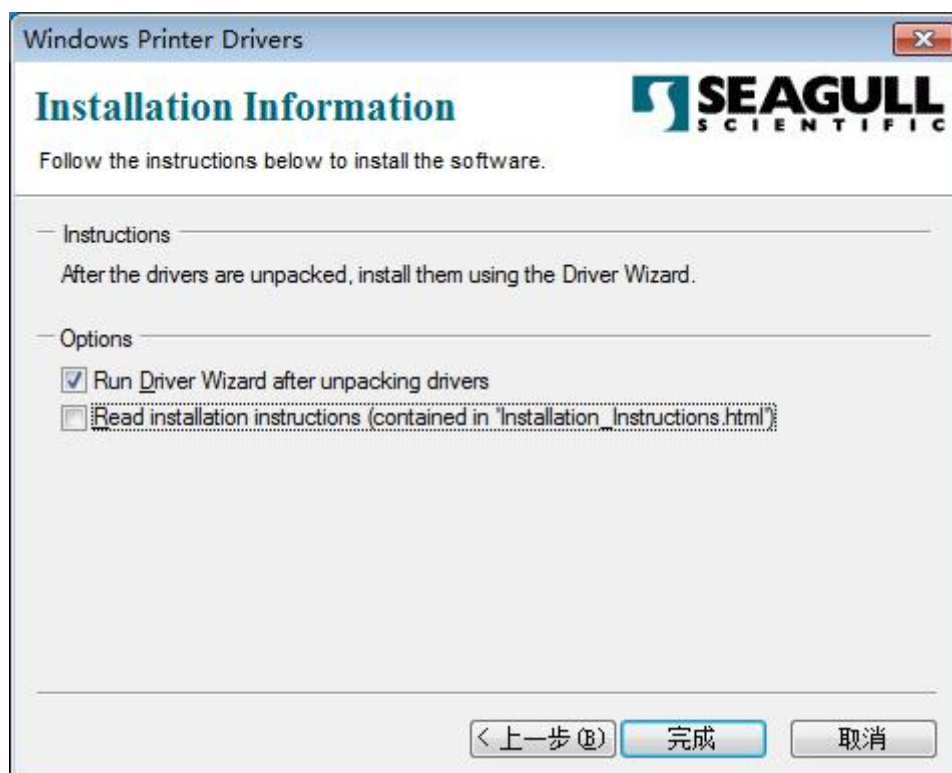 Windows Printer Drivers
Installation Information
SEAGULL
SCIENTIFIC
Follow the instructions below to install the software.
Instructions
After the drivers are unpacked, install them using the Driver Wizard.
Options
Run Driver Wizard after unpacking drivers
Read installation instructions (contained in "Installation_Instructions.html")
< 上一步(B)
完成
取消